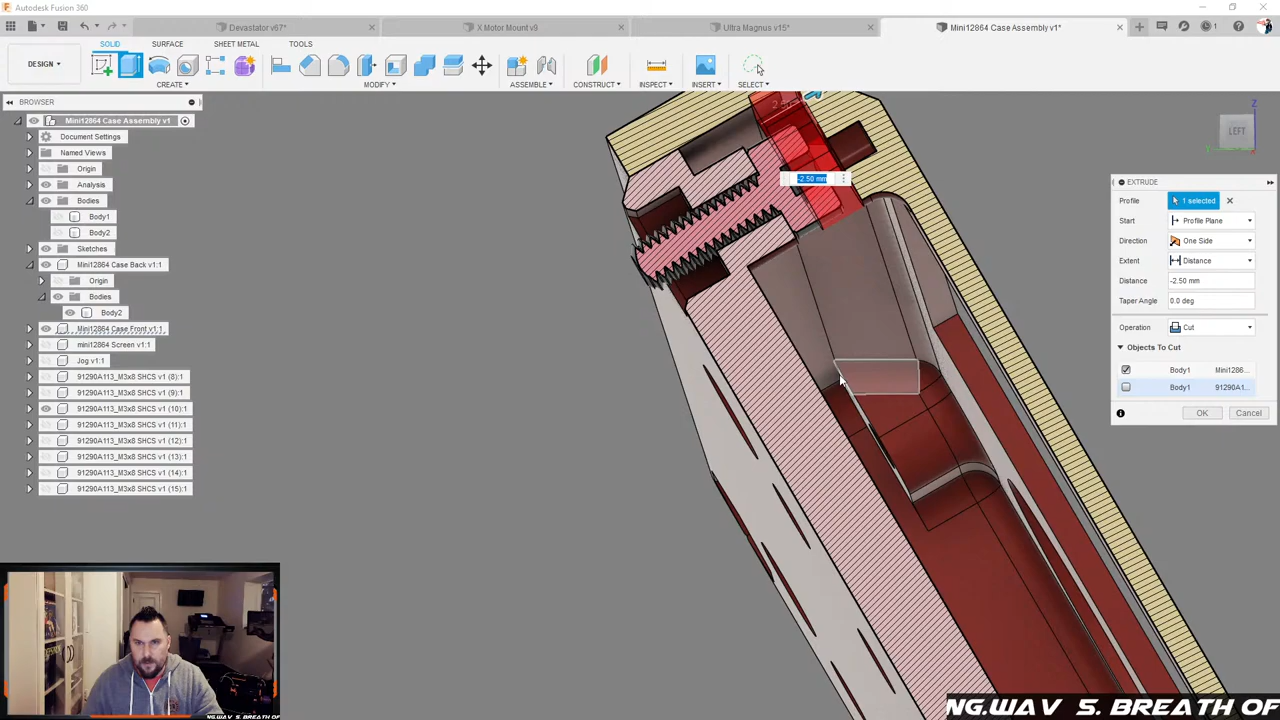 Autodesk Fusion 360
Devastator v67*
X Motor Mount v9
Ultra Magnus v15*
Mini12864 Case Assembly v1*
1
SOLID
SURFACE
SHEET METAL
TOOLS
DESIGN
CREATE
MODIFY
ASSEMBLE
CONSTRUCT
INSPECT
INSERT
SELECT
BROWSER
Mini12864 Case Assembly v1
Document Settings
Named Views
Origin
Analysis
Bodies
Body1
Body2
Sketches
Mini12864 Case Back v1:1
Origin
Bodies
Body2
Mini12864 Case Front v1:1
mini12864 Screen v1:1
Jog v1:1
91290A113_M3x8 SHCS v1 (8):1
91290A113_M3x8 SHCS v1 (9):1
91290A113_M3x8 SHCS v1 (10):1
91290A113_M3x8 SHCS v1 (11):1
91290A113_M3x8 SHCS v1 (12):1
91290A113_M3x8 SHCS v1 (13):1
91290A113_M3x8 SHCS v1 (14):1
91290A113_M3x8 SHCS v1 (15):1
-2.50 mm
Z
LEFT
EXTRUDE
Profile
1 selected
Start
Profile Plane
Direction
One Side
Extent
Distance
Distance
-2.50 mm
Taper Angle
0.0 deg
Operation
Cut
Objects To Cut
Body1
Mini1286...
Body1
91290A1...
OK
Cancel
NG.WAV 5. BREATH OF